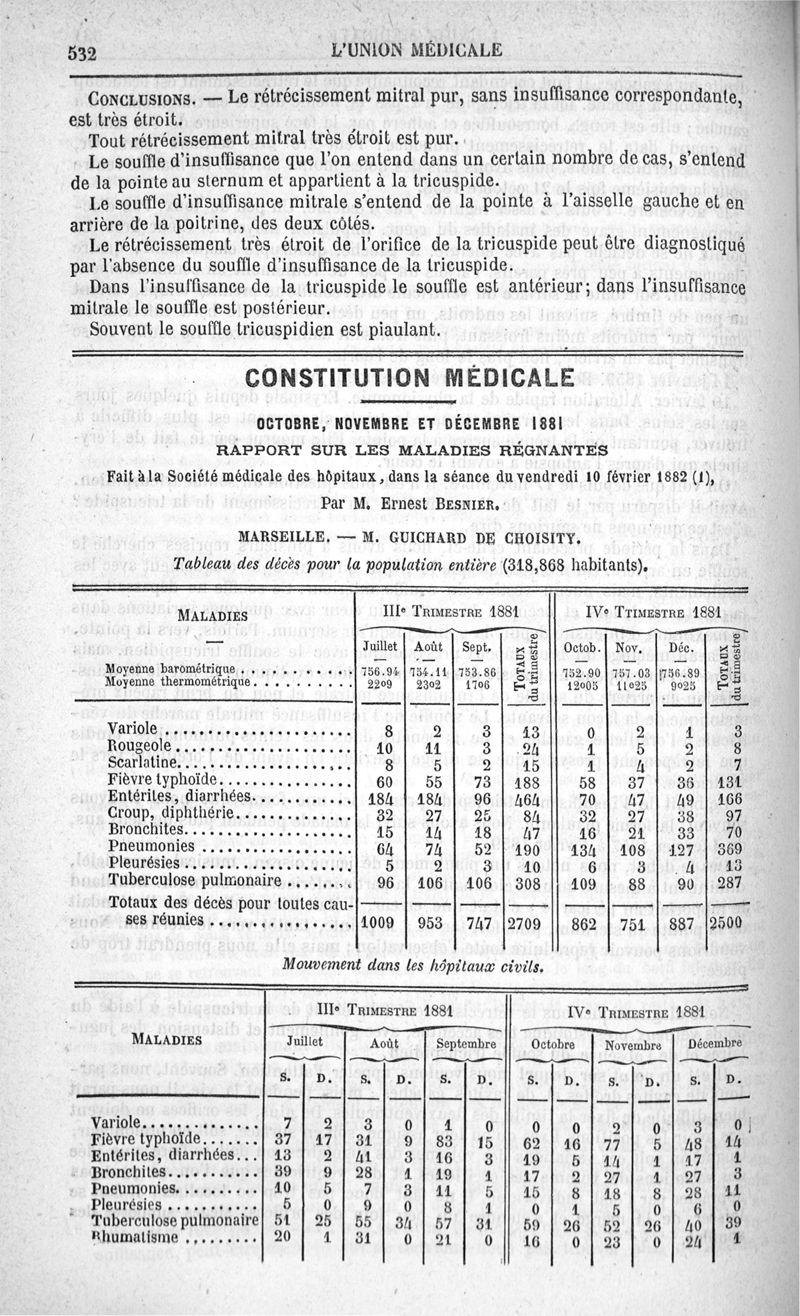 532
L'UNION MÉDICALE
CONCLUSIONS. — Le rétrécissement mitral pur, sans insuffisance correspondante,
est très étroit.
Tout rétrécissement mitral très étroit est pur.
Le souffle d'insuffisance que l'on entend dans un certain nombre de cas, s'entend
de la pointe au sternum et appartient à la tricuspide.
Le souffle d'insuffisance mitrale s'entend de la pointe à l'aisselle gauche et en
arrière de la poitrine, des deux côtés.
Le rétrécissement très étroit de l'orifice de la tricuspide peut être diagnostiqué
par l'absence du souffle d'insuffisance de la tricuspide.
Dans l'insuffisance de la tricuspide le souffle est antérieur; dans l'insuffisance
mitrale le souffle est postérieur.
Souvent le souffle tricuspidien est piaulant.
CONSTITUTION MÉDICALE
OCTOBRE, NOVEMBRE ET DÉCEMBRE 1881
RAPPORT SUR LES MALADIES RÉGNANTES
Fait à la Société médicale des hôpitaux, dans la séance du vendredi 10 février 1882 (1),
Par M. Ernest BESNIER.
MARSEILLE. — M. GUICHARD DE CHOISITY.
Tableau des décès pour la population entière (318,868 habitants).
MALADIES IIIe TRIMESTRE 1881 IVe TTIMESTRE 1881
— Juillet Août Sept. TOTAUX du trimestre Octob. Nov. Déc. TOTAUX du trimestre
Moyenne barométrique 756.94 754.11 753.86 752.90 757.03 756.89
Moyenne thermométrique 22o9 23o2 17o6 12o05 11o25 9o25
Variole 8 2 3 13 0 2 1 3
Rougeole 10 11 3 24 1 5 2 8
Scarlatine 8 5 2 15 1 4 2 7
Fièvre typhoïde 60 55 73 188 58 37 36 131
Entérites, diarrhées 184 184 96 464 70 47 49 166
Croup, diphthérie 32 27 25 84 32 27 38 97
Bronchites 15 14 18 47 16 21 33 70
Pneumonies 64 74 52 190 134 108 127 369
Pleurésies 5 2 3 10 6 3 4 13
Tuberculose pulmonaire 96 106 106 308 109 88 90 287
Totaux des décès pour toutes cau-
ses réunies 1009 953 747 2709 862 751 887 2500
Mouvement dans les hôpitaux civils.
MALADIES IIIe TRIMESTRE 1881 IVe TRIMESTRE 1881
Juillet Août Septembre Octobre Novembre Décembre
S. D. S. D. S. D. S. D. S. D. S. D.
Variole 7 2 3 0 1 0 0 0 2 0 3 0
Fièvre typhoïde 37 17 31 9 83 15 62 16 77 5 48 14
Entérites, diarrhées 13 2 41 3 16 3 19 5 14 1 17 1
Bronchites 39 9 28 1 19 1 17 2 27 1 27 3
Pneumonies 10 5 7 3 11 5 15 8 18 8 28 11
Pleurésies 5 0 9 0 8 1 0 1 5 0 6 0
Tuberculose pulmonaire 51 25 55 34 57 31 59 26 52 26 40 39
Rhumatisme 20 1 31 0 21 0 16 0 23 0 24 1